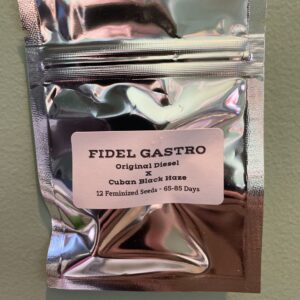 FIDEL GASTRO
Original Diesel
X
Cuban Black Haze
12 Feminized Seeds - 65-85 Days